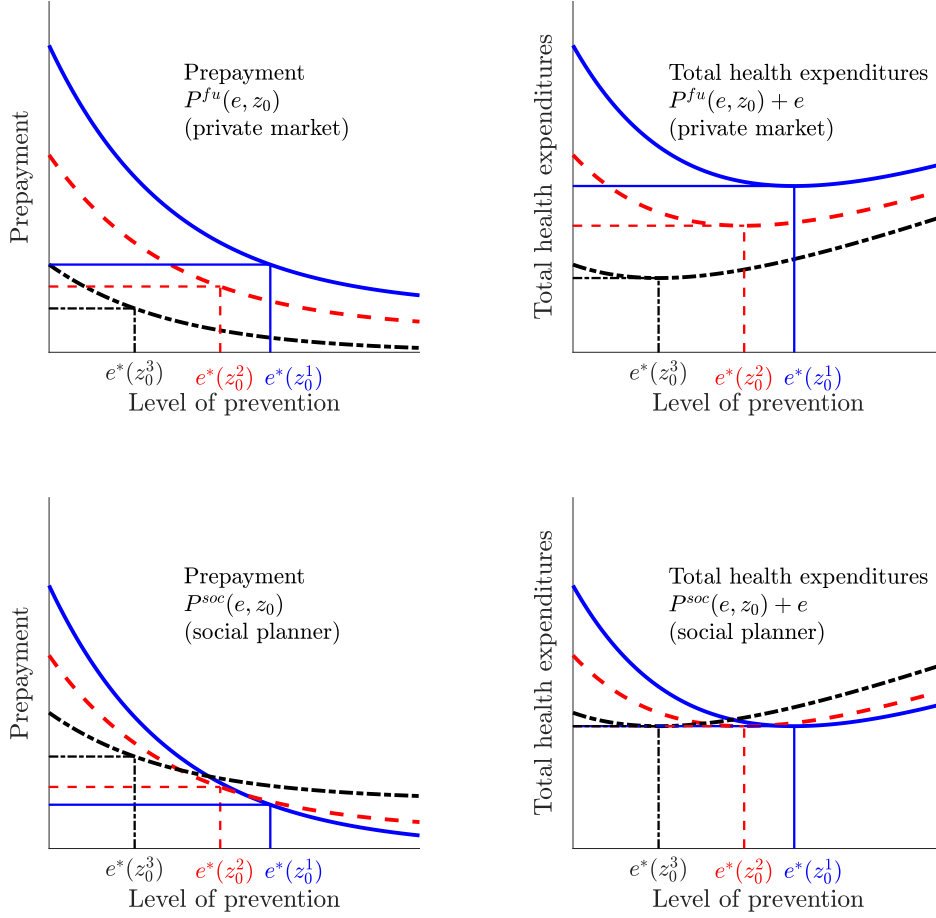 Prepayment
Prepayment
P^{fu}(e, z_0)
(private market)
e*(z_0^3)
e*(z_0^2)
e*(z_0^1)
Level of prevention
Total health expenditures
Total health expenditures
P^{fu}(e, z_0) + e
(private market)
e*(z_0^3)
e*(z_0^2)
e*(z_0^1)
Level of prevention
Prepayment
Prepayment
P^{soc}(e, z_0)
(social planner)
e*(z_0^3)
e*(z_0^2)
e*(z_0^1)
Level of prevention
Total health expenditures
Total health expenditures
P^{soc}(e, z_0) + e
(social planner)
e*(z_0^3)
e*(z_0^2)
e*(z_0^1)
Level of prevention